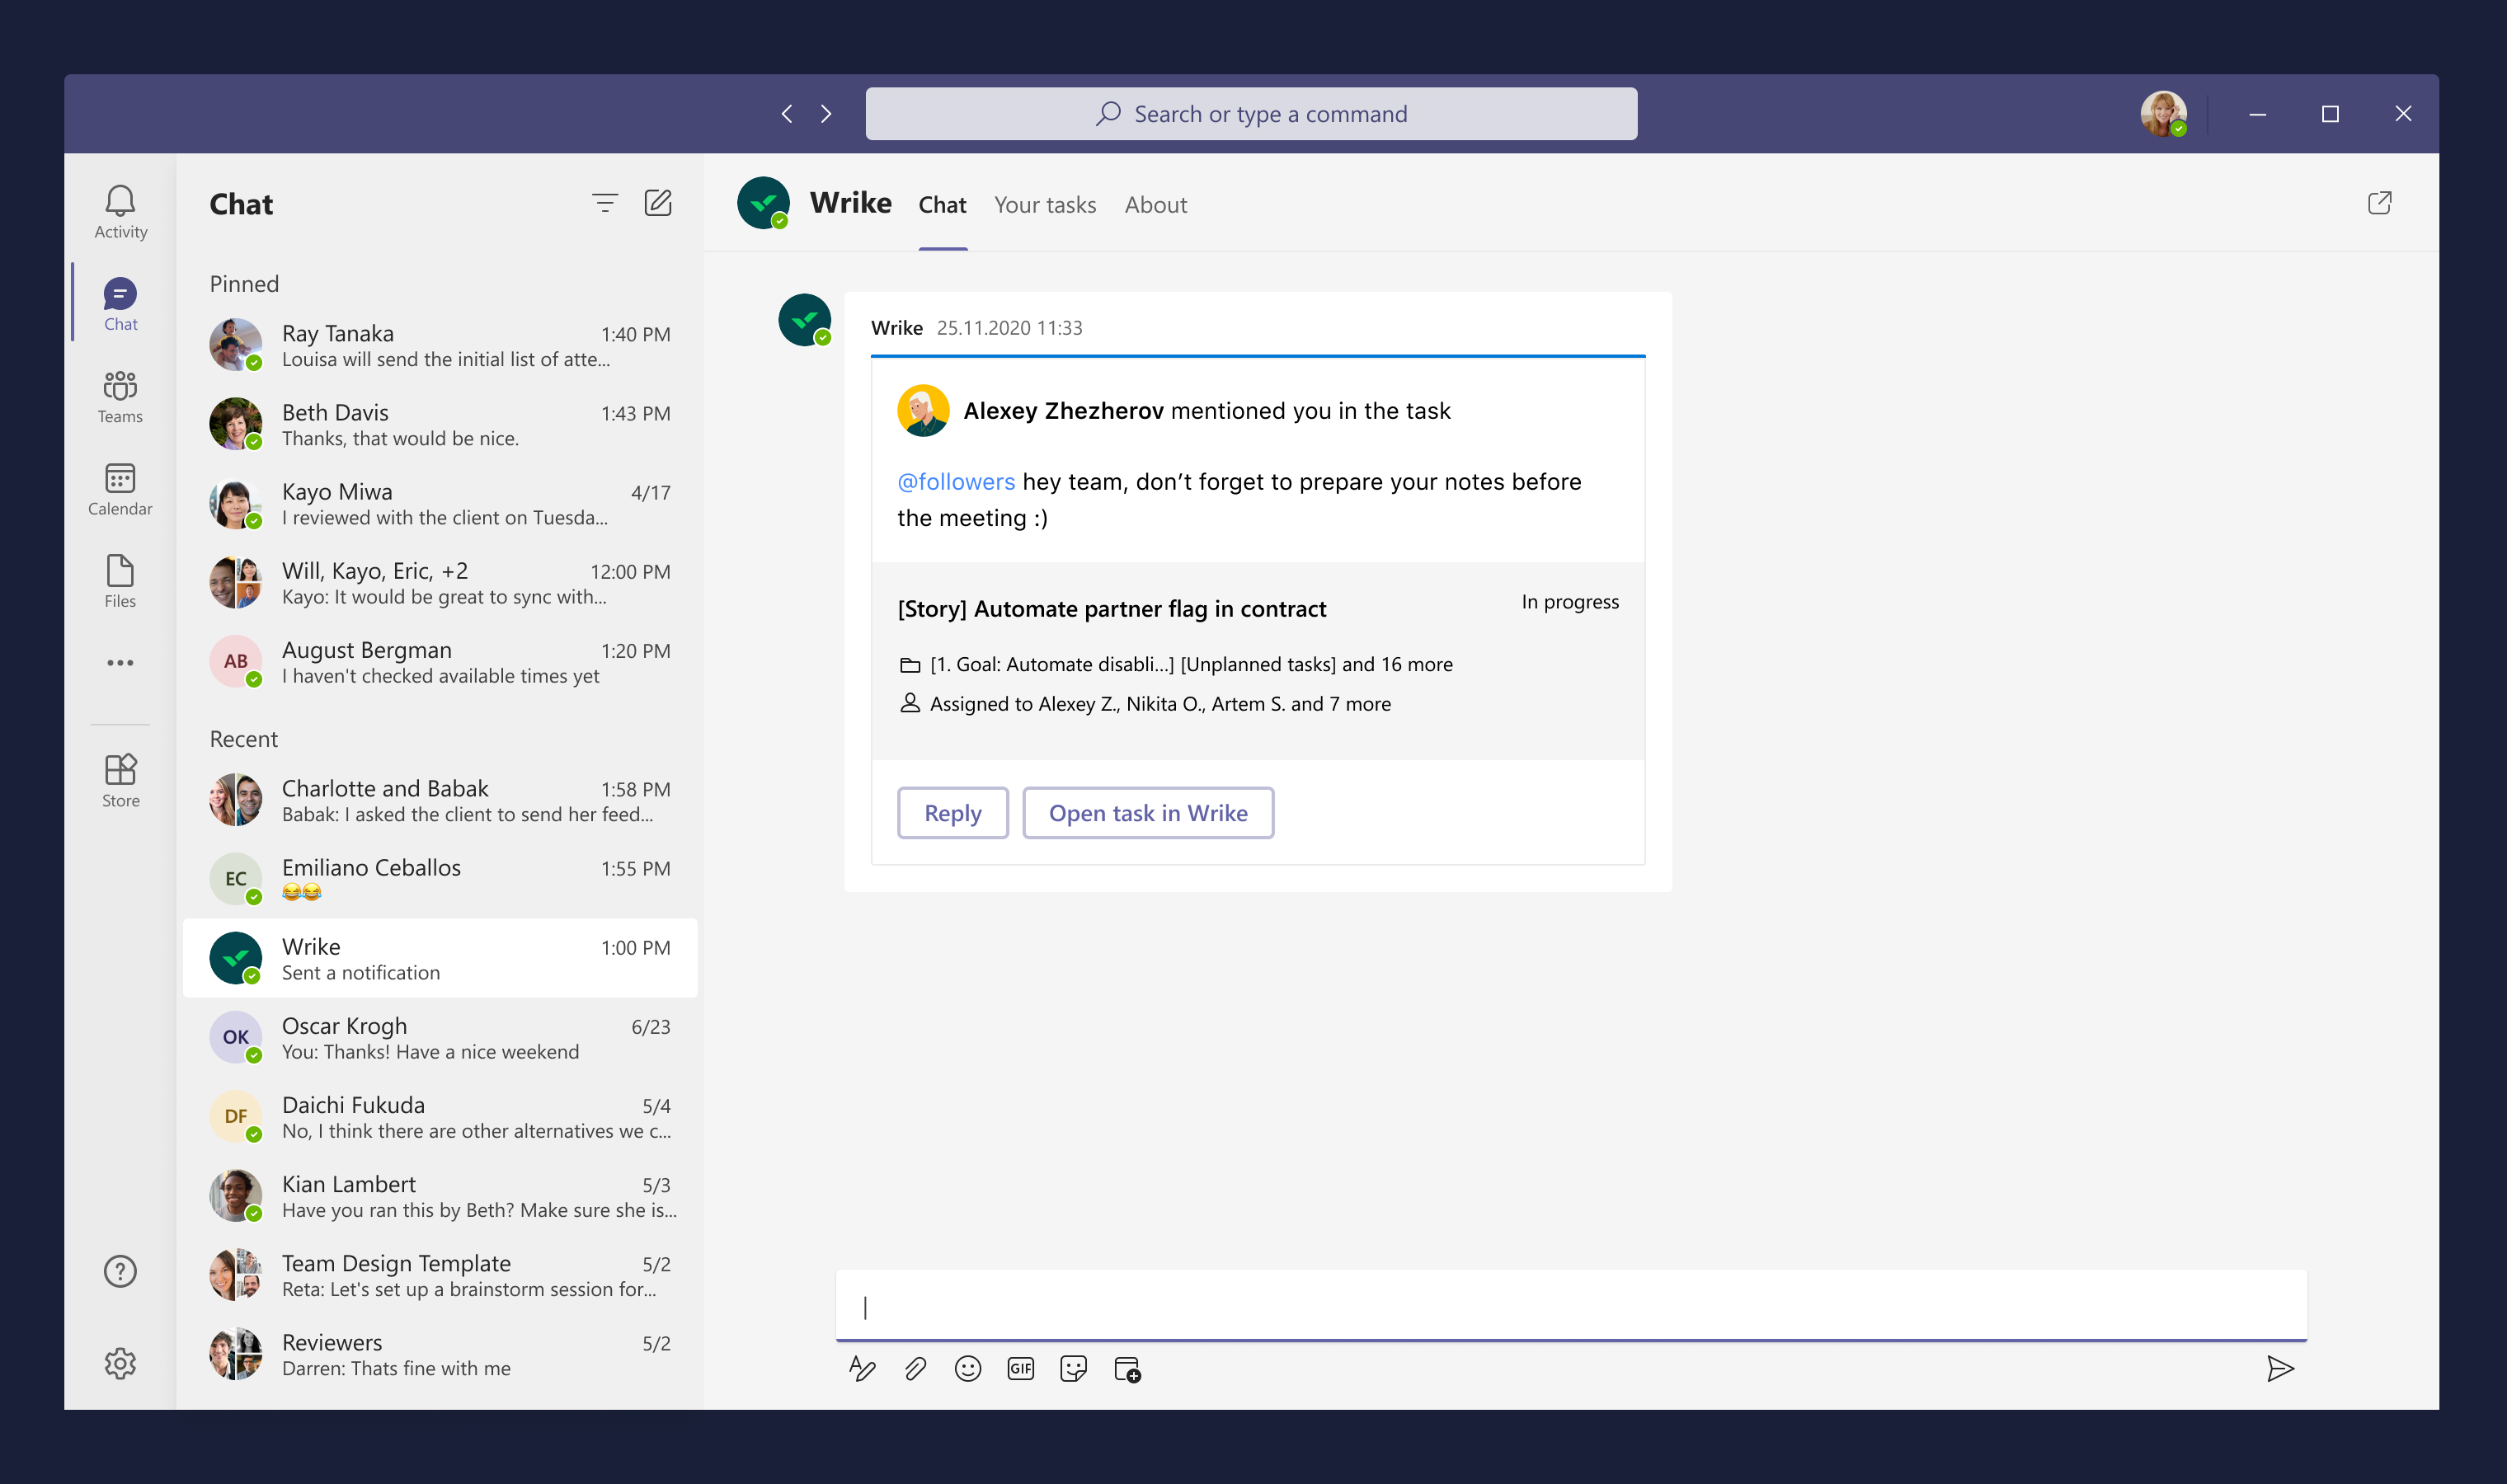 Search or type a command
Activity
Chat
Teams
Calendar
Files
Store
Chat
Pinned
Ray Tanaka 1:40 PM
Louisa will send the initial list of atte...
Beth Davis 1:43 PM
Thanks, that would be nice.
Kayo Miwa 4/17
I reviewed with the client on Tuesda...
Will, Kayo, Eric, +2 12:00 PM
Kayo: It would be great to sync with...
AB
August Bergman 1:20 PM
I haven't checked available times yet
Recent
Charlotte and Babak 1:58 PM
Babak: I asked the client to send her feed...
EC
Emiliano Ceballos 1:55 PM
😂😂
Wrike 1:00 PM
Sent a notification
OK
Oscar Krogh 6/23
You: Thanks! Have a nice weekend
DF
Daichi Fukuda 5/4
No, I think there are other alternatives we c...
Kian Lambert 5/3
Have you ran this by Beth? Make sure she is...
Team Design Template 5/2
Reta: Let's set up a brainstorm session for...
Reviewers 5/2
Darren: Thats fine with me
Wrike Chat Your tasks About
Wrike 25.11.2020 11:33
Alexey Zhezherov mentioned you in the task
@followers hey team, don’t forget to prepare your notes before
the meeting :)
[Story] Automate partner flag in contract In progress
[1. Goal: Automate disabli...] [Unplanned tasks] and 16 more
Assigned to Alexey Z., Nikita O., Artem S. and 7 more
Reply Open task in Wrike
GIF